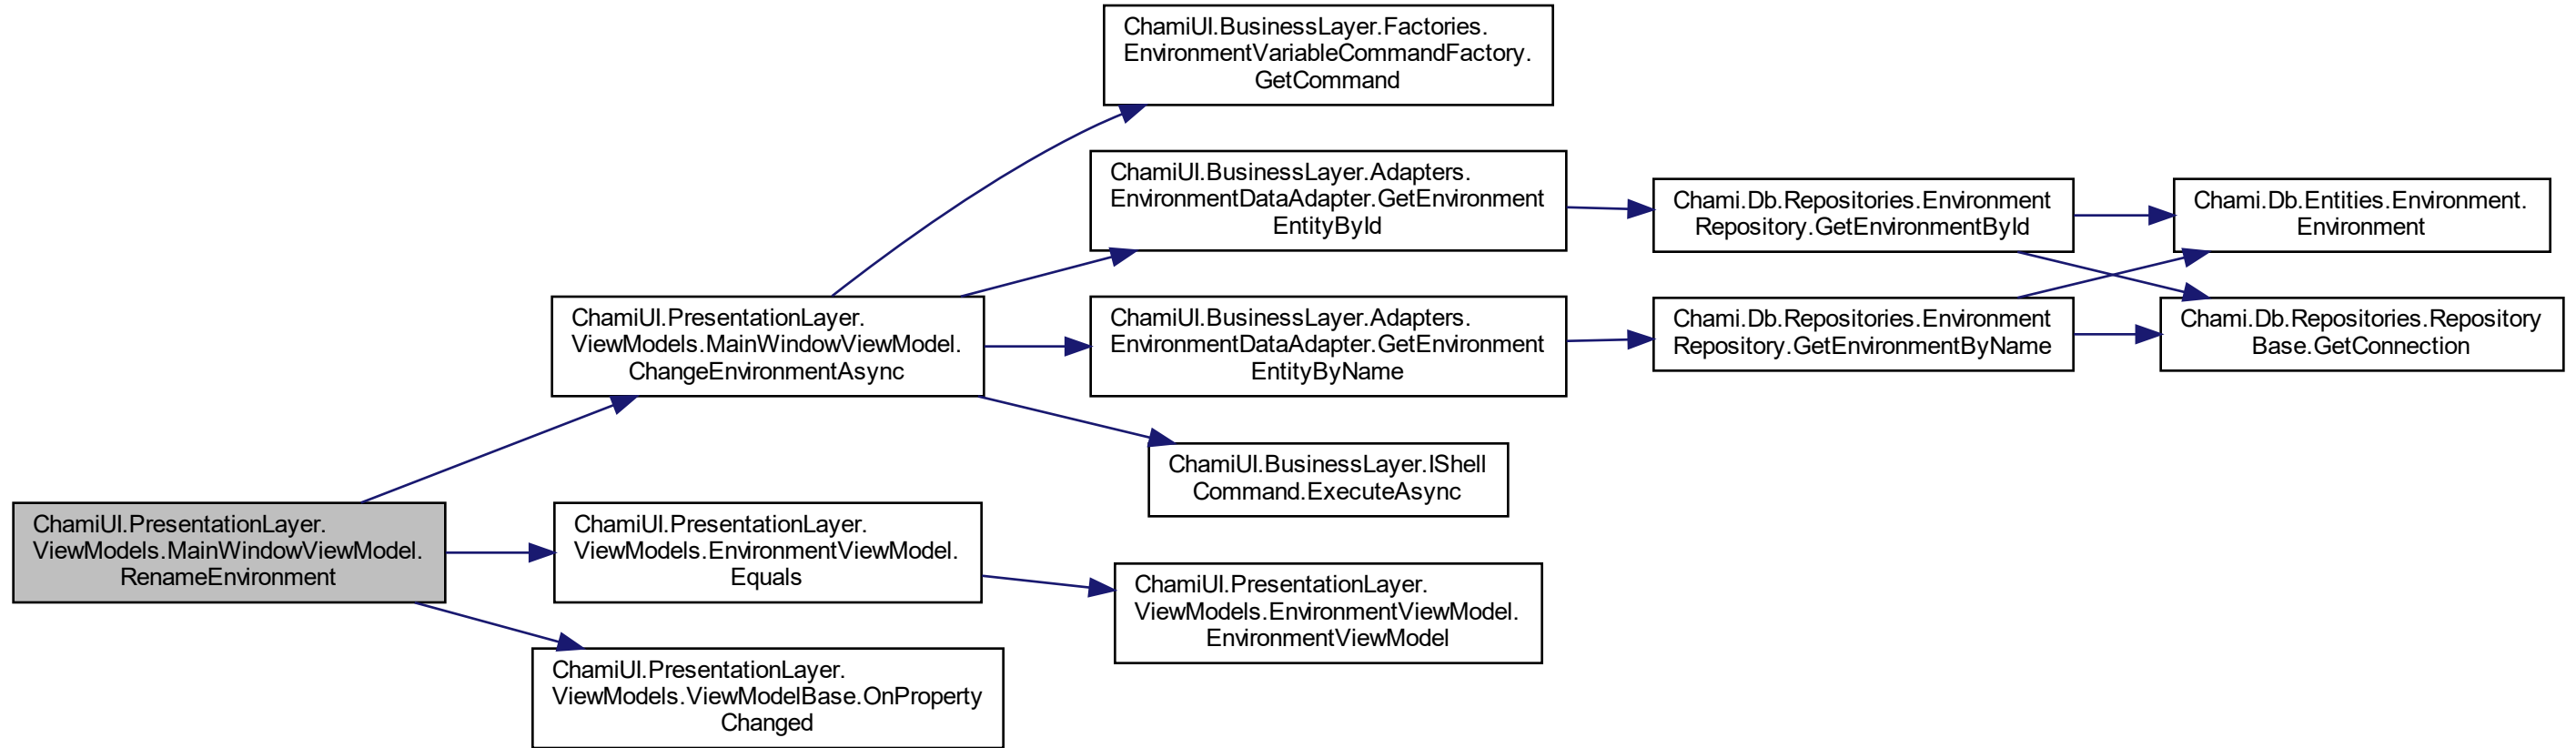 ChamiUI.PresentationLayer.
ViewModels.MainWindowViewModel.
RenameEnvironment
ChamiUI.PresentationLayer.
ViewModels.MainWindowViewModel.
ChangeEnvironmentAsync
ChamiUI.PresentationLayer.
ViewModels.EnvironmentViewModel.
Equals
ChamiUI.PresentationLayer.
ViewModels.ViewModelBase.OnProperty
Changed
ChamiUI.BusinessLayer.Factories.
EnvironmentVariableCommandFactory.
GetCommand
ChamiUI.BusinessLayer.Adapters.
EnvironmentDataAdapter.GetEnvironment
EntityById
ChamiUI.BusinessLayer.Adapters.
EnvironmentDataAdapter.GetEnvironment
EntityByName
ChamiUI.BusinessLayer.IShell
Command.ExecuteAsync
ChamiUI.PresentationLayer.
ViewModels.EnvironmentViewModel.
EnvironmentViewModel
Chami.Db.Repositories.Environment
Repository.GetEnvironmentById
Chami.Db.Repositories.Environment
Repository.GetEnvironmentByName
Chami.Db.Entities.Environment.
Environment
Chami.Db.Repositories.Repository
Base.GetConnection